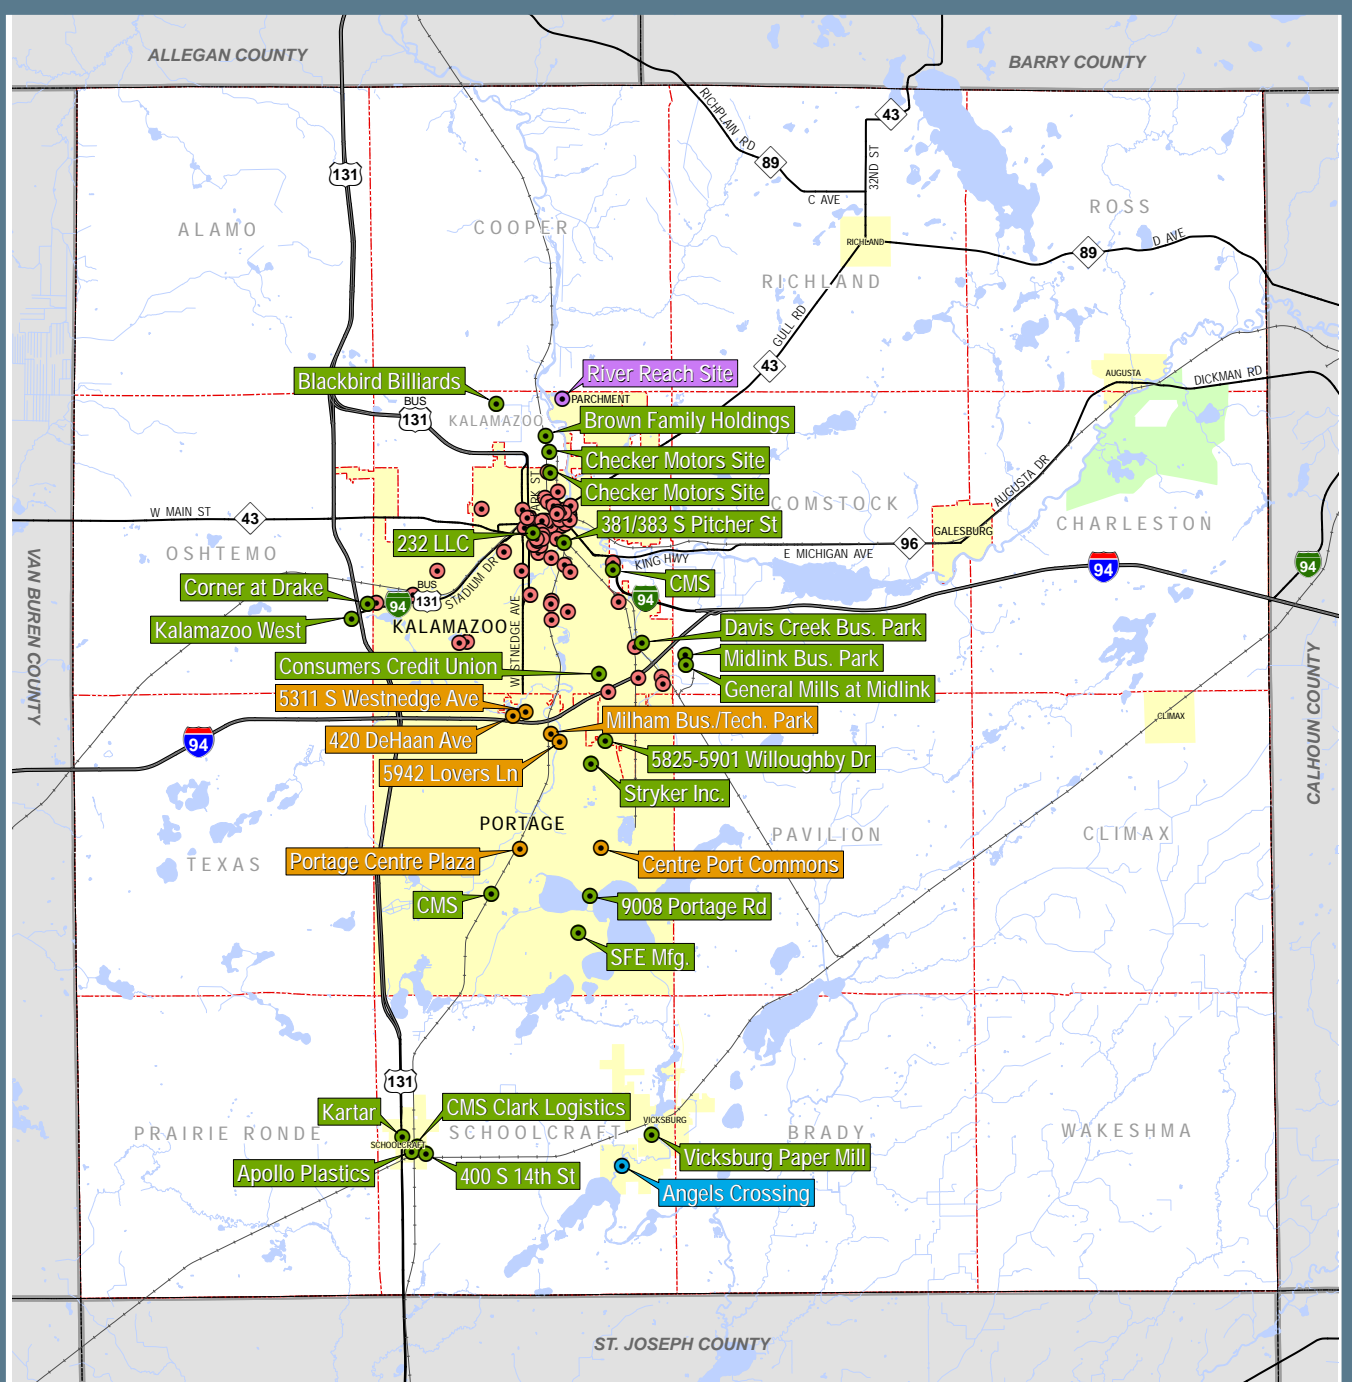 ALLEGAN COUNTY
BARRY COUNTY
RICHPLAIN RD
43
131
89
32ND ST
C AVE
ALAMO
COOPER
ROSS
RICHLAND
D AVE
89
RICHLAND
GULL RD
43
River Reach Site
Blackbird Billiards
AUGUSTA
DICKMAN RD
BUS
131
PARCHMENT
KALAMAZOO
Brown Family Holdings
Checker Motors Site
Checker Motors Site
AUGUSTA DR
COMSTOCK
W MAIN ST
43
381/383 S Pitcher St
CHARLESTON
GALESBURG
232 LLC
96
E MICHIGAN AVE
OSHTEMO
KING HWY
STADIUM DR
94
94
VAN BUREN COUNTY
Corner at Drake
BUS
131
94
CMS
94
Kalamazoo West
KALAMAZOO
Davis Creek Bus. Park
Midlink Bus. Park
Consumers Credit Union
General Mills at Midlink
CALHOUN COUNTY
5311 S Westnedge Ave
CLIMAX
Milham Bus./Tech. Park
420 DeHaan Ave
94
5825-5901 Willoughby Dr
5942 Lovers Ln
Stryker Inc.
PORTAGE
PAVILION
CLIMAX
TEXAS
Portage Centre Plaza
Centre Port Commons
CMS
9008 Portage Rd
SFE Mfg.
131
Kartar
CMS Clark Logistics
VICKSBURG
PRAIRIE RONDE
SCHOOLCRAFT
SCHOOLCRAFT
BRADY
WAKESHMA
Vicksburg Paper Mill
Apollo Plastics
400 S 14th St
Angels Crossing
ST. JOSEPH COUNTY